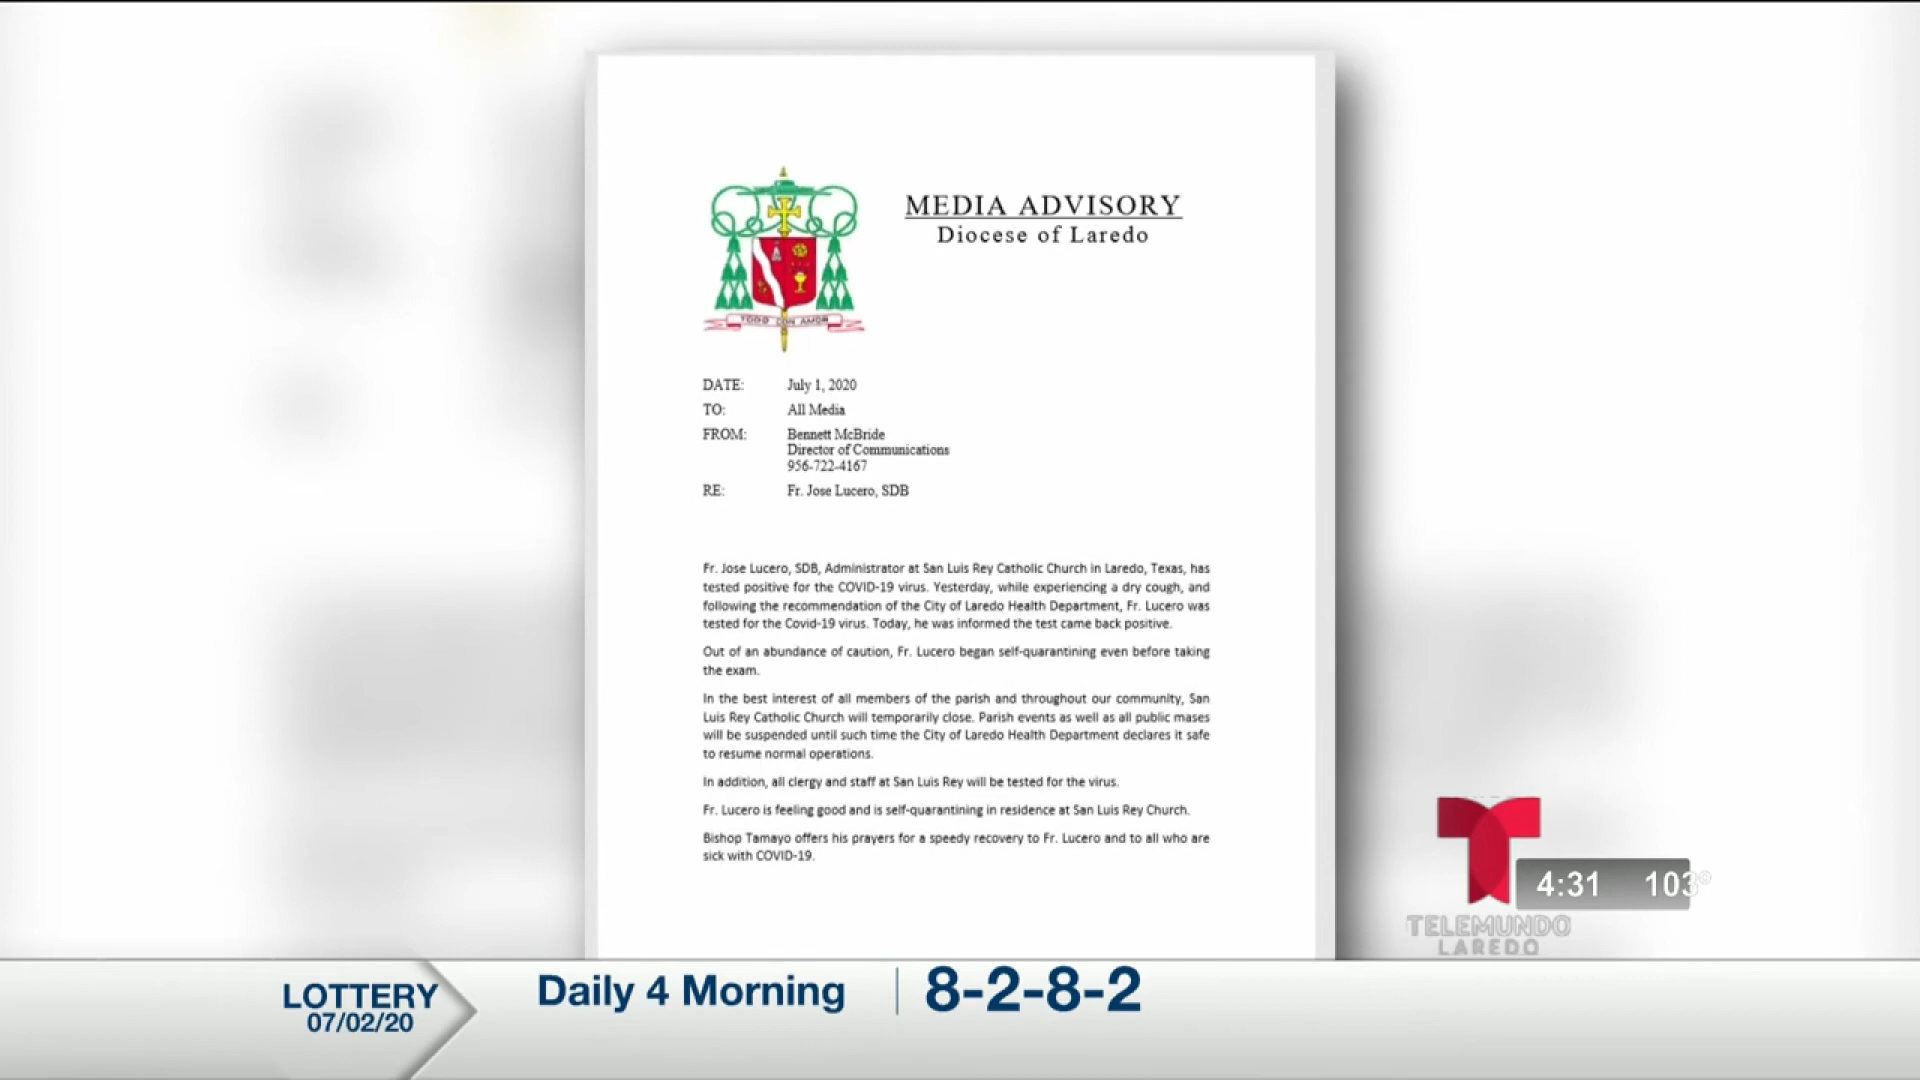 MEDIA ADVISORY
Diocese of Laredo
TODO CON AMOR
DATE: July 1, 2020
TO: All Media
FROM: Bennett McBride
Director of Communications
956-722-4167
RE: Fr. Jose Lucero, SDB
Fr. Jose Lucero, SDB, Administrator at San Luis Rey Catholic Church in Laredo, Texas, has
tested positive for the COVID-19 virus. Yesterday, while experiencing a dry cough, and
following the recommendation of the City of Laredo Health Department, Fr. Lucero was
tested for the Covid-19 virus. Today, he was informed the test came back positive.
Out of an abundance of caution, Fr. Lucero began self-quarantining even before taking
the exam.
In the best interest of all members of the parish and throughout our community, San
Luis Rey Catholic Church will temporarily close. Parish events as well as all public mases
will be suspended until such time the City of Laredo Health Department declares it safe
to resume normal operations.
In addition, all clergy and staff at San Luis Rey will be tested for the virus.
Fr. Lucero is feeling good and is self-quarantining in residence at San Luis Rey Church.
Bishop Tamayo offers his prayers for a speedy recovery to Fr. Lucero and to all who are
sick with COVID-19.
4:31 103°
TELEMUNDO
LAREDO
LOTTERY
07/02/20
Daily 4 Morning 8-2-8-2